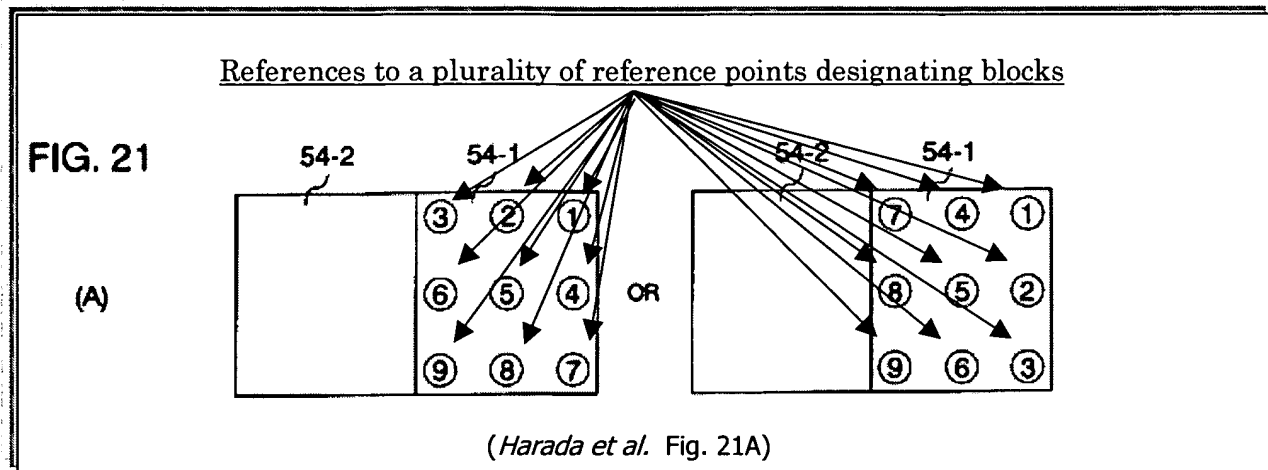 References to a plurality of reference points designating blocks
FIG. 21
54-2 54-1 54-2 54-1
③ ② ① ⑦ ④ ①
(A) ⑥ ⑤ ④ OR ⑧ ⑤ ②
⑨ ⑧ ⑦ ⑨ ⑥ ③
(Harada et al. Fig. 21A)